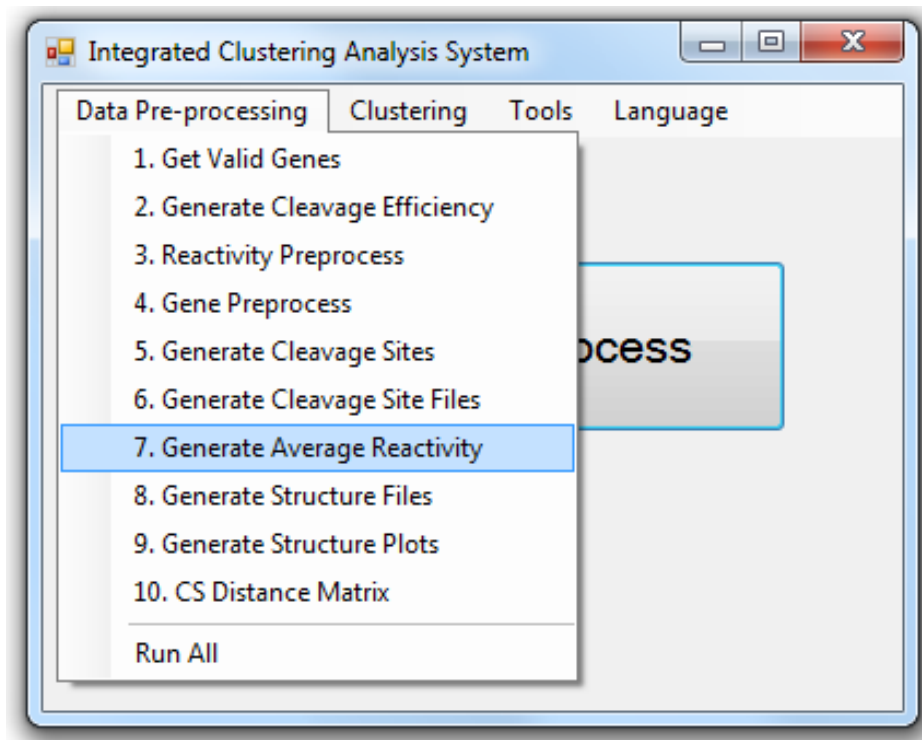 Integrated Clustering Analysis System
Data Pre-processing Clustering Tools Language
1. Get Valid Genes
2. Generate Cleavage Efficiency
3. Reactivity Preprocess
4. Gene Preprocess
5. Generate Cleavage Sites
6. Generate Cleavage Site Files
7. Generate Average Reactivity
8. Generate Structure Files
9. Generate Structure Plots
10. CS Distance Matrix
Run All